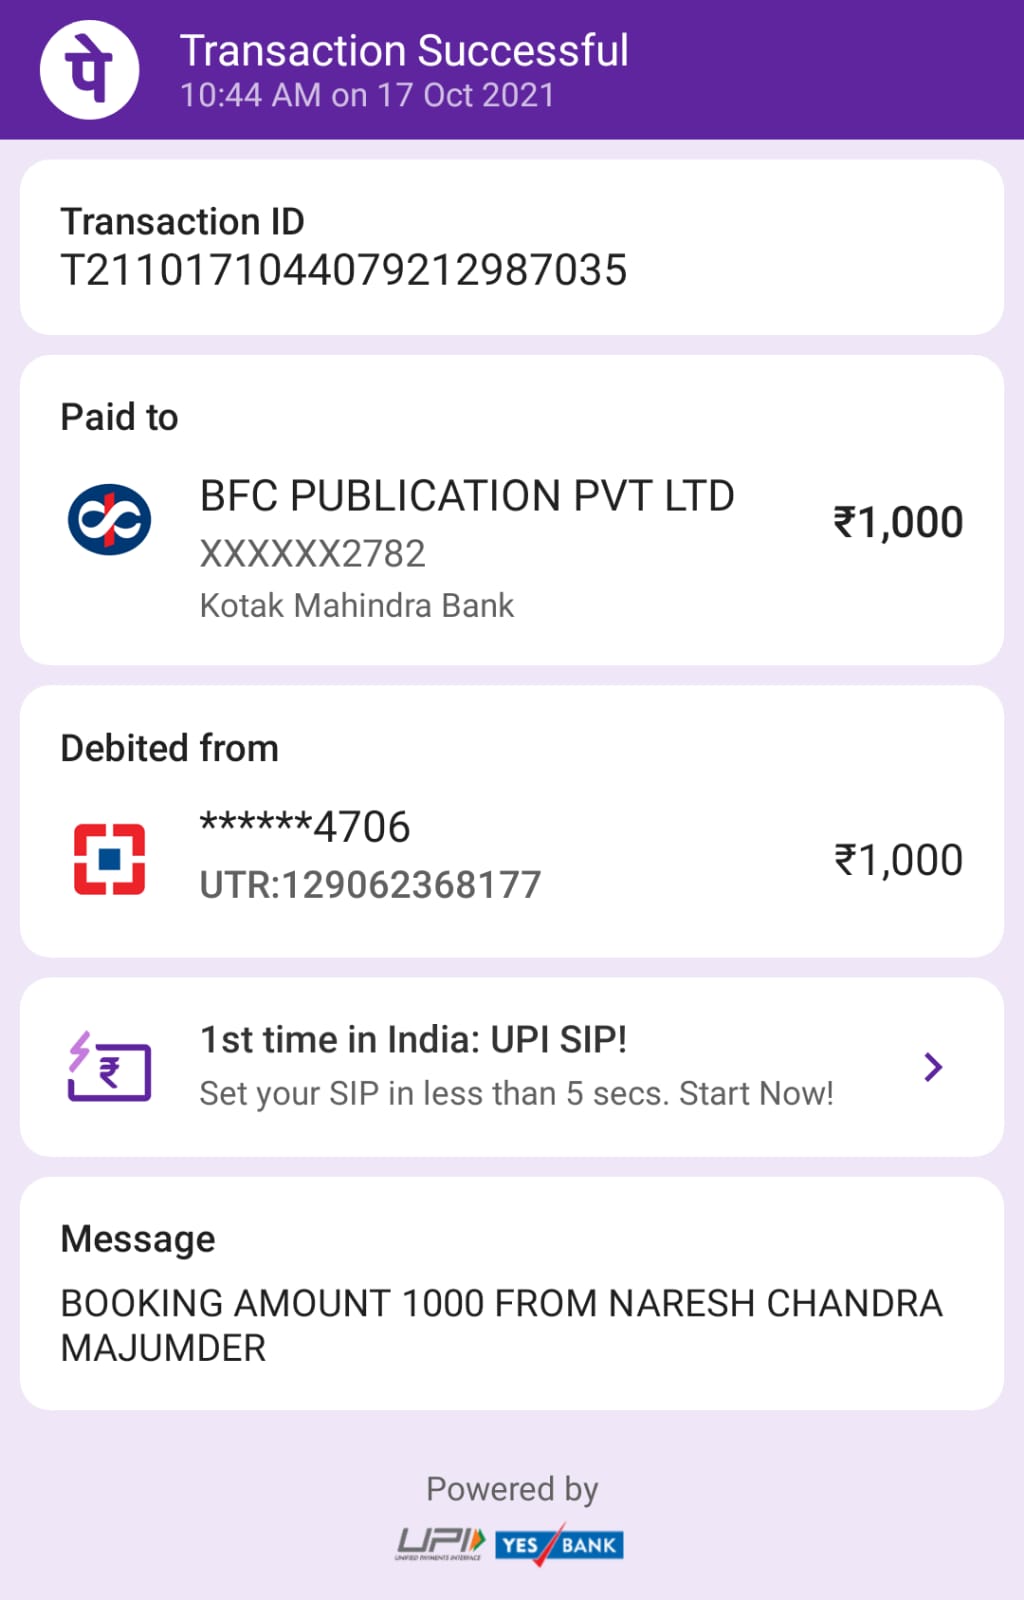 पे
Transaction Successful
10:44 AM on 17 Oct 2021
Transaction ID
T2110171044079212987035
Paid to
BFC PUBLICATION PVT LTD
₹1,000
XXXXXX2782
Kotak Mahindra Bank
Debited from
******4706
₹1,000
UTR:129062368177
₹
1st time in India: UPI SIP!
Set your SIP in less than 5 secs. Start Now!
Message
BOOKING AMOUNT 1000 FROM NARESH CHANDRA
MAJUMDER
Powered by
UPI YES BANK
UNIFIED PAYMENTS INTERFACE